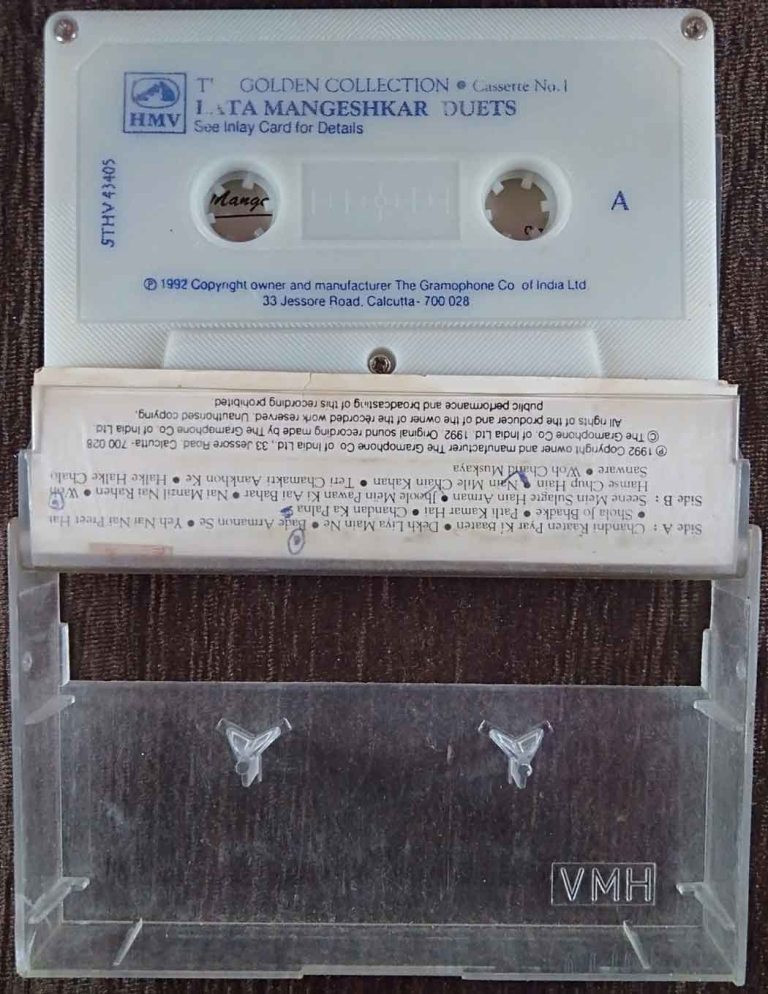 HMV
T' GOLDEN COLLECTION • Cassette No. 1
L TA MANGESHKAR DUETS
See Inlay Card for Details
STHV 43405
Mange
A
℗ 1992 Copyright owner and manufacturer The Gramophone Co of India Ltd
33 Jessore Road, Calcutta- 700 028
Side A : Chandni Raaten Pyar Ki Baaten • Dekh Liya Main Ne • Bade Armanon Se • Yeh Nai Nai Preet Hai
• Shola Jo Bhadke • Patli Kamar Hai • Chandan Ka Palna
Side B : Seene Mein Sulagte Hain Arman • Jhoole Mein Pawan Ki Aai Bahar • Nai Manzil Nai Rahen • Woh
Hamse Chup Hain • Nain Mile Chain Kahan • Teri Chamakti Aankhon Ke • Halke Halke Chalo
Sanware • Woh Chand Muskaya
℗ 1992 Copyright owner and manufacturer The Gramophone Co of India Ltd , 33 Jessore Road, Calcutta- 700 028
© The Gramophone Co. of India Ltd 1992 Original sound recording made by The Gramophone Co. of India Ltd.
All rights of the producer and of the owner of the recorded work reserved. Unauthorised copying,
public performance and broadcasting of this recording prohibited
VMH